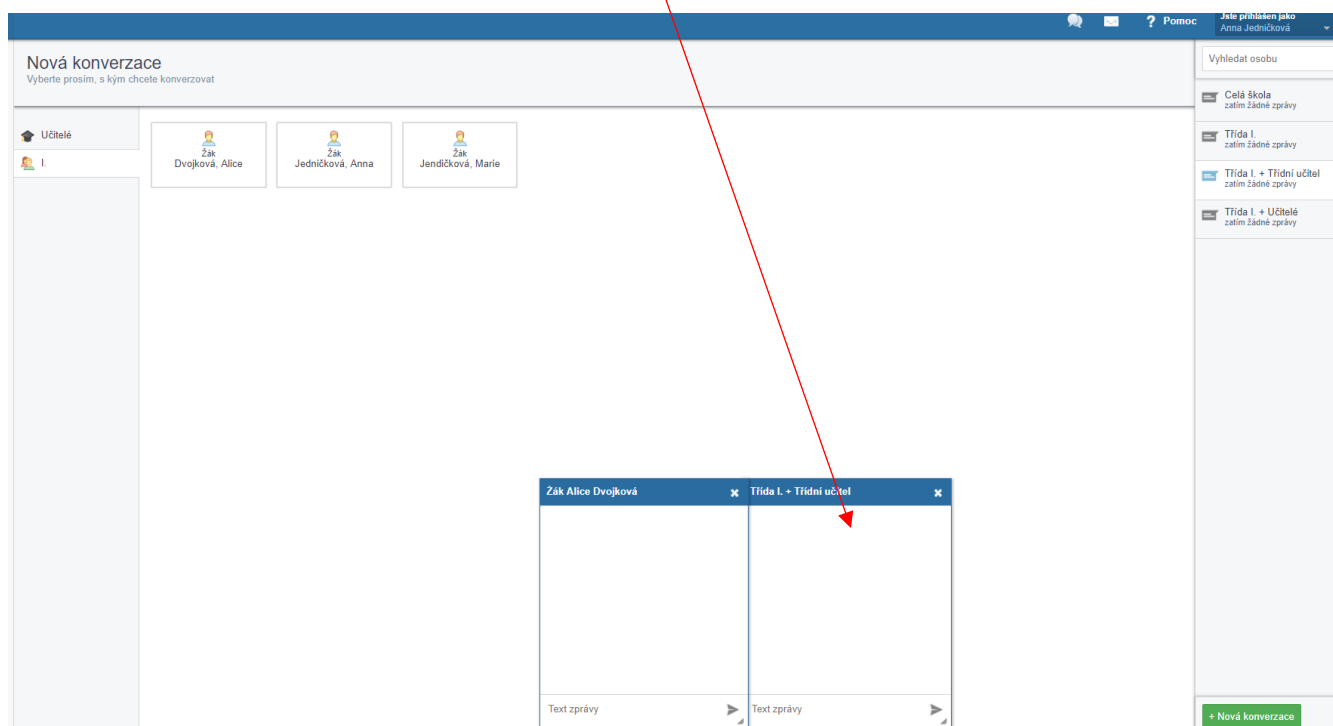 ? Pomoc
Jste přihlášen jako
Anna Jedničková
Nová konverzace
Vyberte prosím, s kým chcete konverzovat
Učitelé
I.
Žák
Dvojková, Alice
Žák
Jedničková, Anna
Žák
Jendičková, Marie
Vyhledat osobu
Celá škola
zatím žádné zprávy
Třída I.
zatím žádné zprávy
Třída I. + Třídní učitel
zatím žádné zprávy
Třída I. + Učitelé
zatím žádné zprávy
Žák Alice Dvojková
Text zprávy
Třída I. + Třídní učitel
Text zprávy
+ Nová konverzace